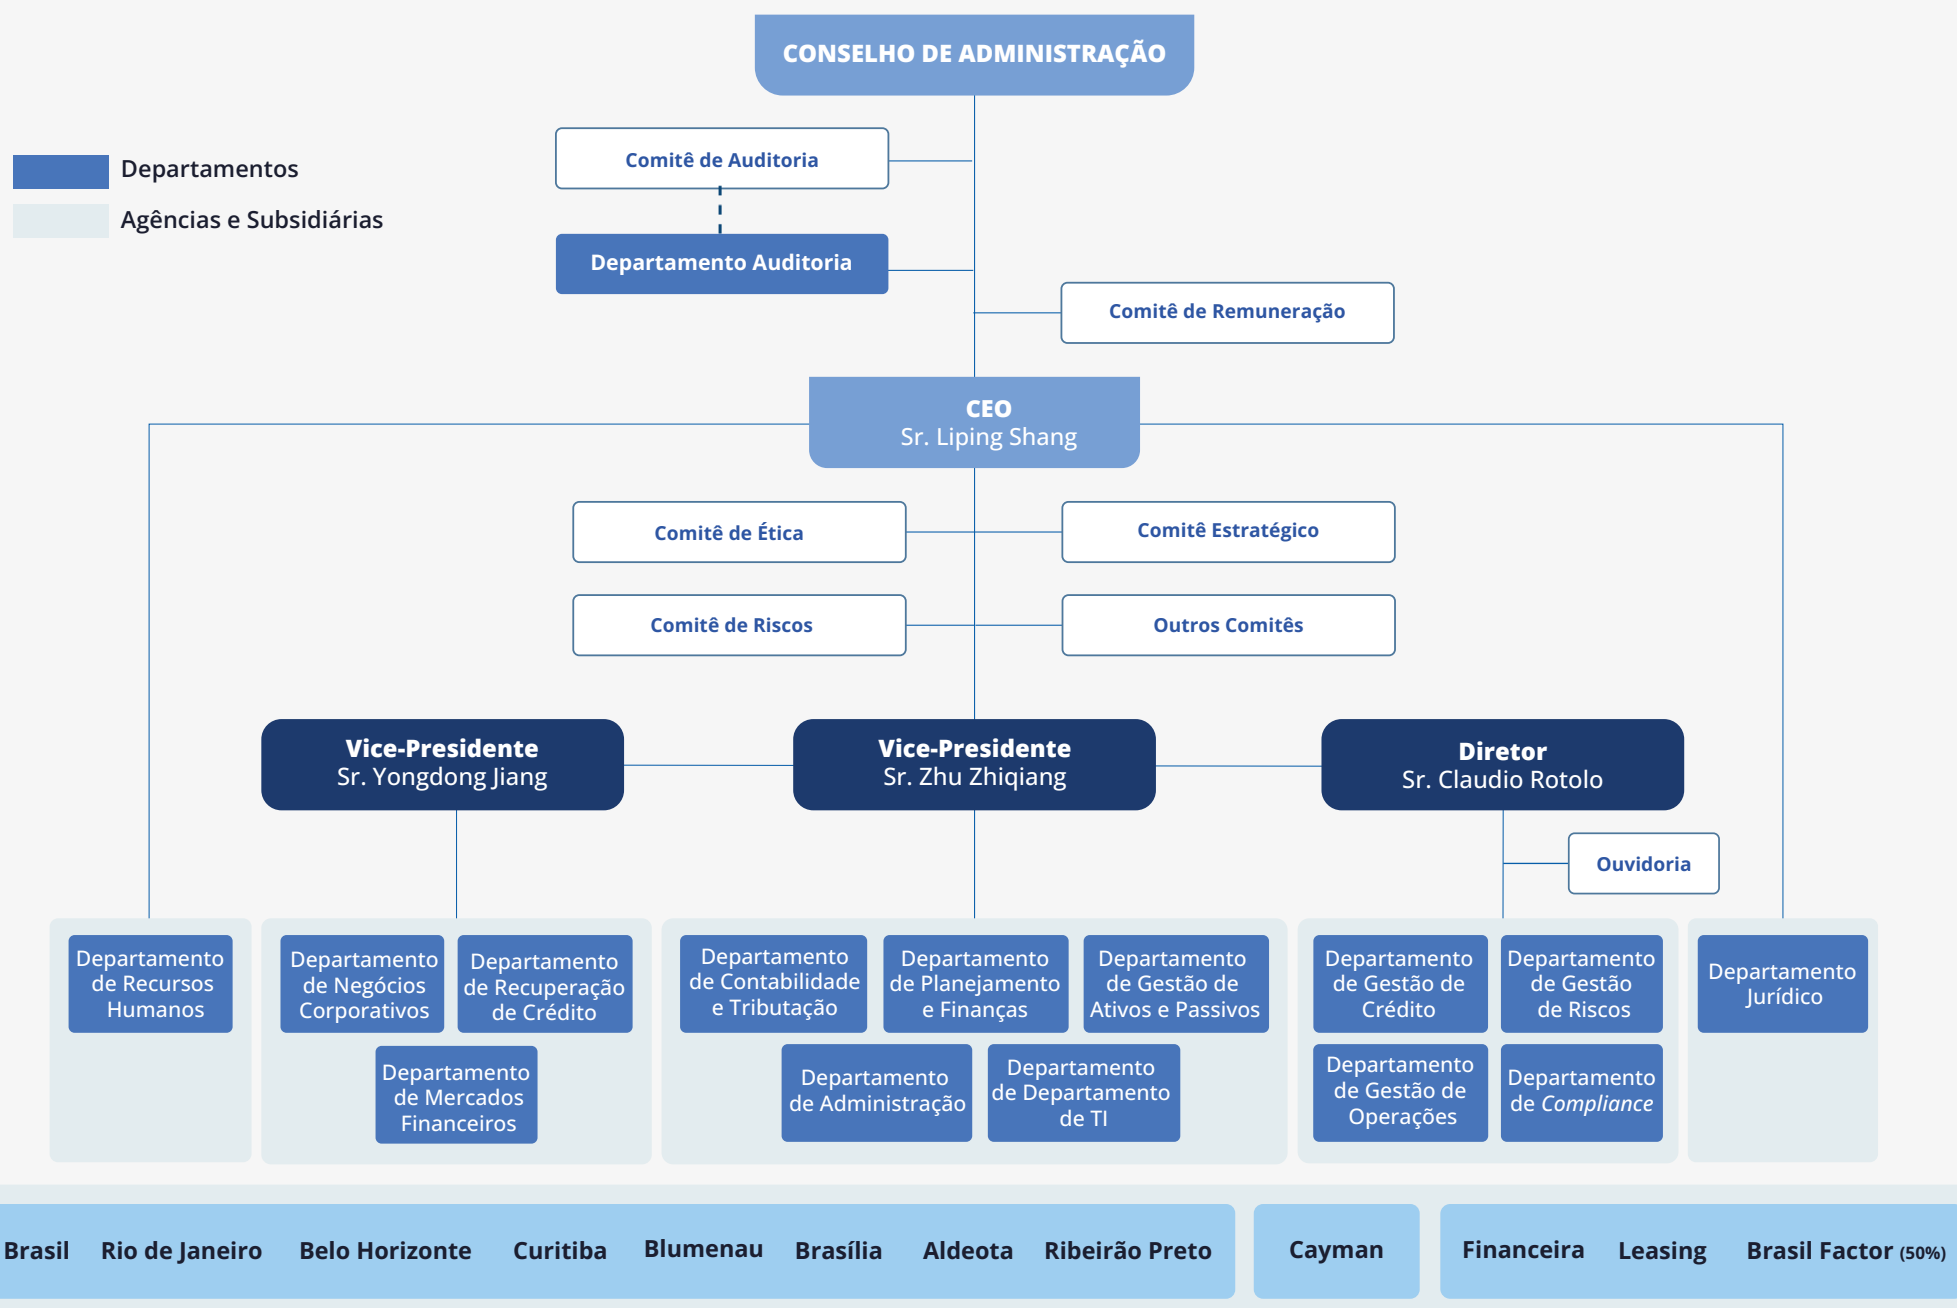 CONSELHO DE ADMINISTRAÇÃO
Comitê de Auditoria
Departamentos
Agências e Subsidiárias
Departamento Auditoria
Comitê de Remuneração
CEO
Sr. Liping Shang
Comitê de Ética
Comitê Estratégico
Comitê de Riscos
Outros Comitês
Vice-Presidente
Sr. Yongdong Jiang
Vice-Presidente
Sr. Zhu Zhiqiang
Diretor
Sr. Claudio Rotolo
Ouvidoria
Departamento
de Recursos
Humanos
Departamento
de Negócios
Corporativos
Departamento
de Recuperação
de Crédito
Departamento
de Mercados
Financeiros
Departamento
de Contabilidade
e Tributação
Departamento
de Planejamento
e Finanças
Departamento
de Gestão de
Ativos e Passivos
Departamento
de Administração
Departamento
de Departamento
de TI
Departamento
de Gestão de
Crédito
Departamento
de Gestão
de Riscos
Departamento
de Gestão de
Operações
Departamento
de Compliance
Departamento
Jurídico
Brasil
Rio de Janeiro
Belo Horizonte
Curitiba
Blumenau
Brasília
Aldeota
Ribeirão Preto
Cayman
Financeira
Leasing
Brasil Factor (50%)